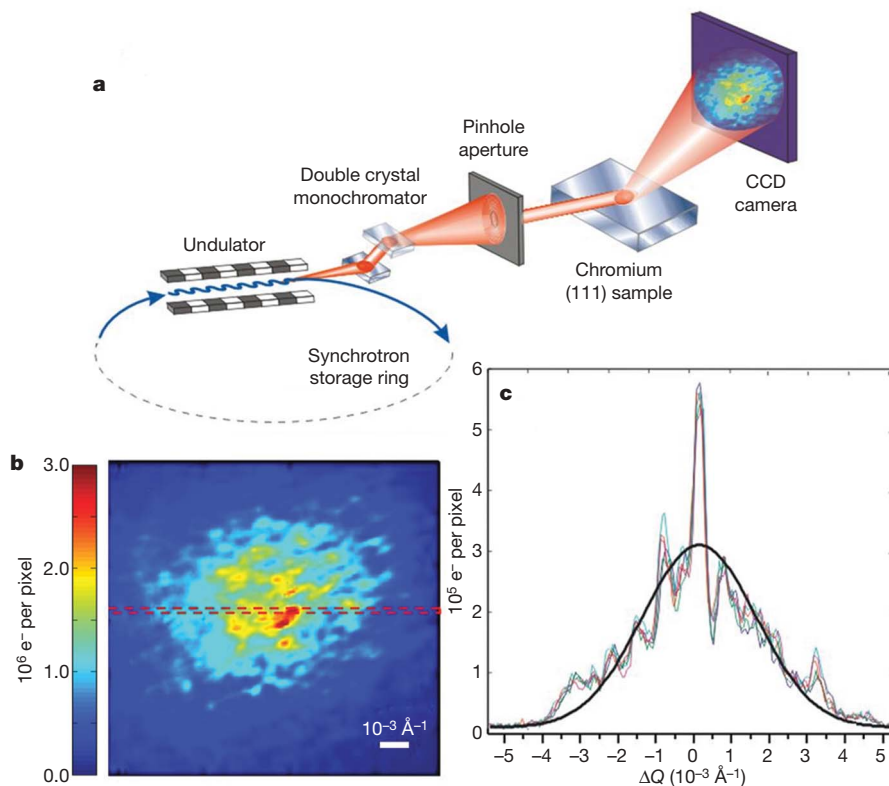 a
Undulator
Double crystal
monochromator
Pinhole
aperture
CCD
camera
Chromium
(111) sample
Synchrotron
storage ring
b
3.0
2.0
1.0
0.0
10⁶ e⁻ per pixel
10⁻³ Å⁻¹
c
6
5
4
3
2
1
0
10⁵ e⁻ per pixel
–5 –4 –3 –2 –1 0 1 2 3 4 5
ΔQ (10⁻³ Å⁻¹)